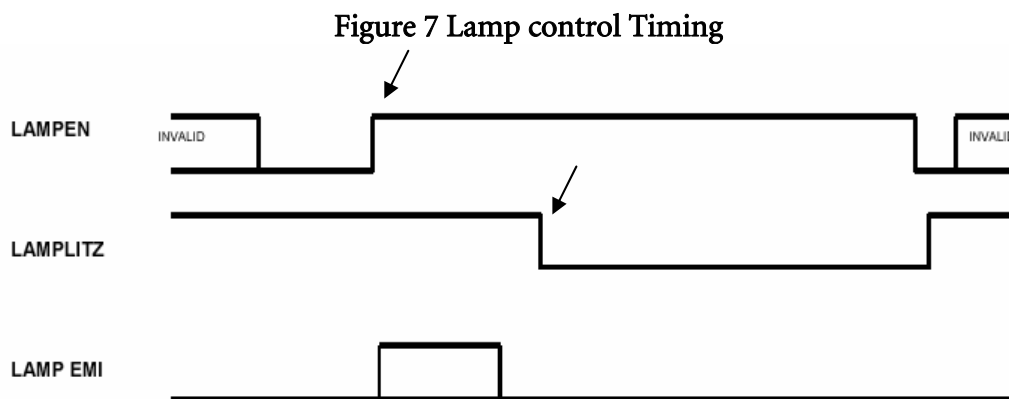 Figure 7 Lamp control Timing
LAMPEN
INVALID
INVALID
LAMPLITZ
LAMP EMI